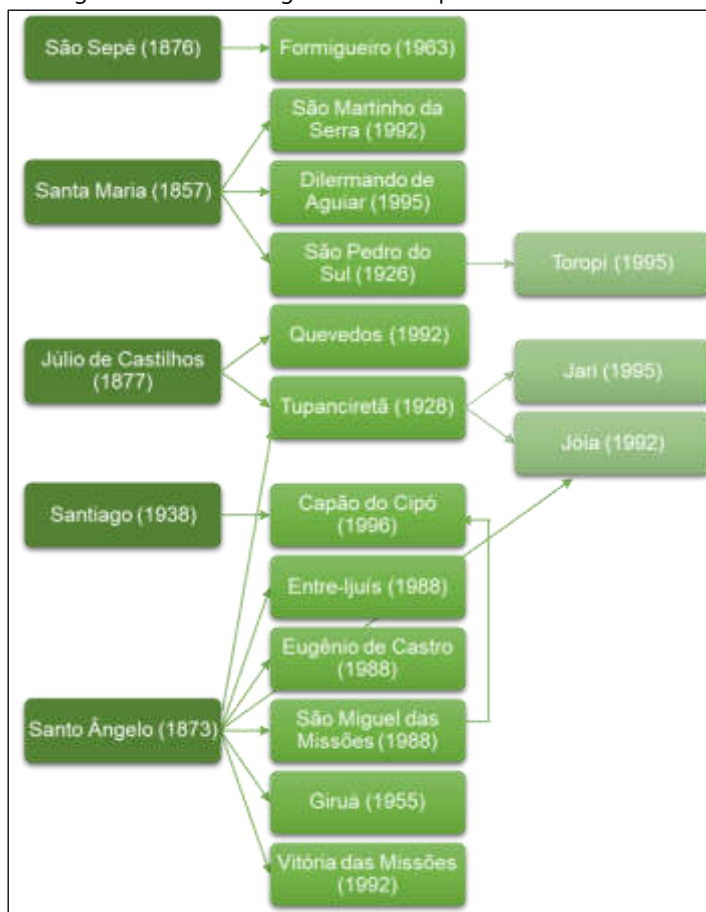 São Sepé (1876)
Formigueiro (1963)
São Martinho da
Serra (1992)
Santa Maria (1857)
Dilermando de
Aguiar (1995)
São Pedro do
Sul (1926)
Toropi (1995)
Quevedos (1992)
Júlio de Castilhos
(1877)
Jari (1995)
Tupanciretã (1928)
Jóia (1992)
Santiago (1938)
Capão do Cipó
(1996)
Entre-Ijuís (1988)
Eugênio de Castro
(1988)
Santo Ângelo (1873)
São Miguel das
Missões (1988)
Giruá (1955)
Vitória das Missões
(1992)